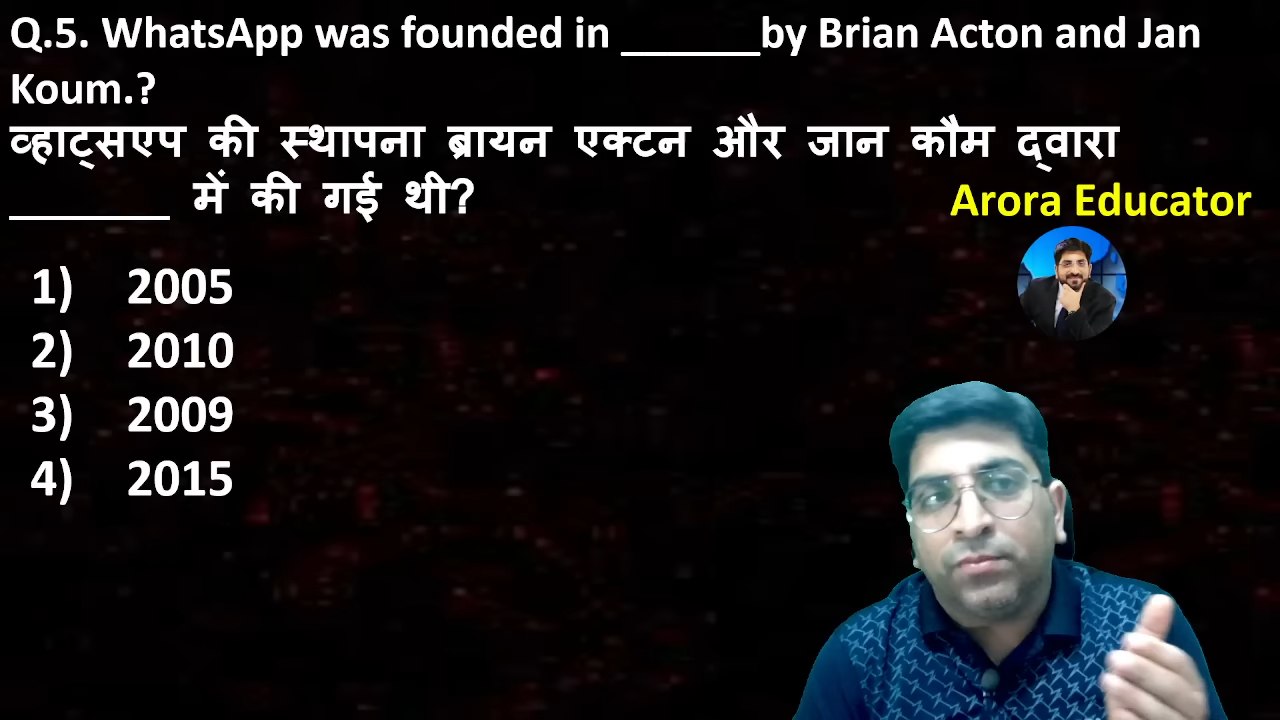 Q.5. WhatsApp was founded in ______by Brian Acton and Jan
Koum.?
व्हाट्सएप की स्थापना ब्रायन एक्टन और जान कौम द्वारा
_______ में की गई थी?
Arora Educator
1) 2005
2) 2010
3) 2009
4) 2015